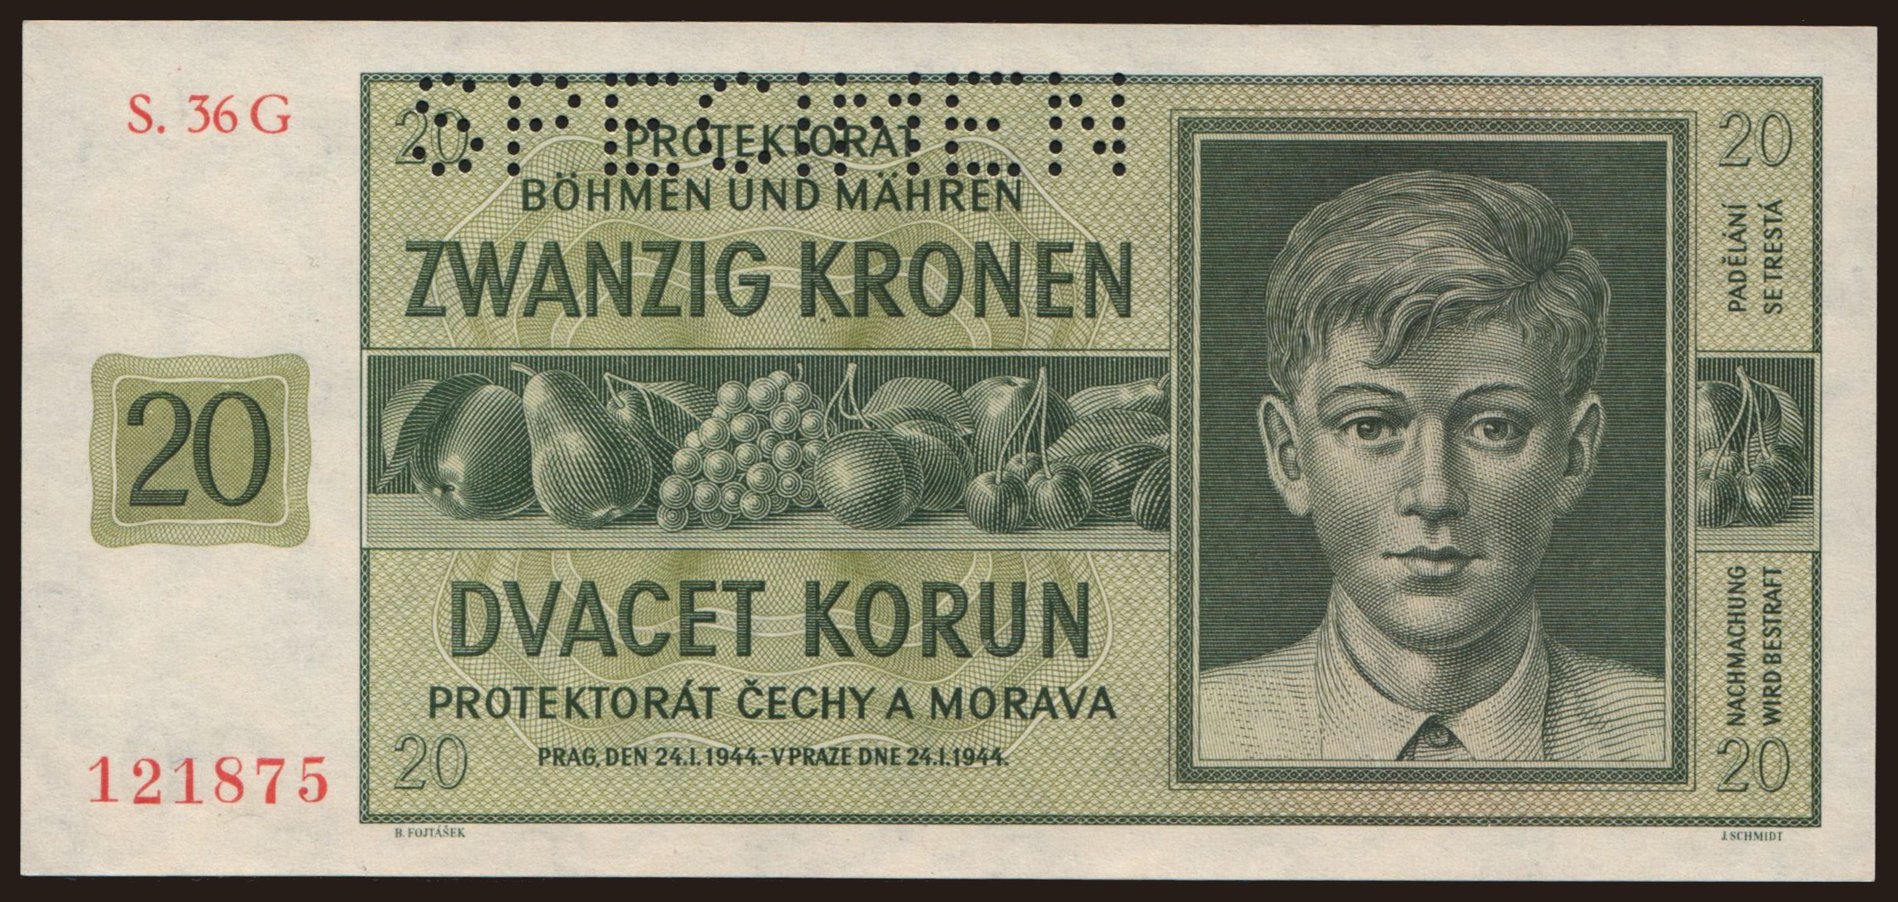 S. 36 G
SPECIMEN
20
20
PROTEKTORAT
BÖHMEN UND MÄHREN
ZWANZIG KRONEN
PADĚLÁNÍ
SE TRESTÁ
20
DVACET KORUN
PROTEKTORÁT ČECHY A MORAVA
NACHMACHUNG
WIRD BESTRAFT
121875
20
PRAG, DEN 24.I.1944.-V PRAZE DNE 24.I.1944.
20
B. FOJTÁŠEK
J. SCHMIDT